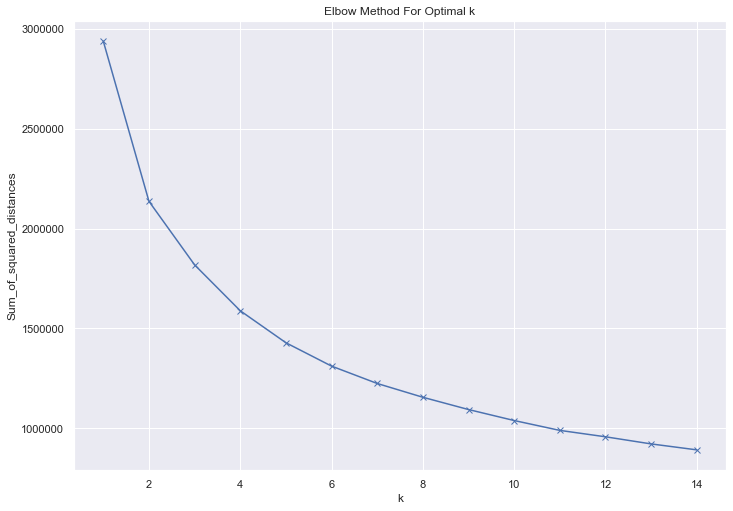 Elbow Method For Optimal k
3000000
2500000
2000000
1500000
1000000
Sum_of_squared_distances
2 4 6 8 10 12 14
k